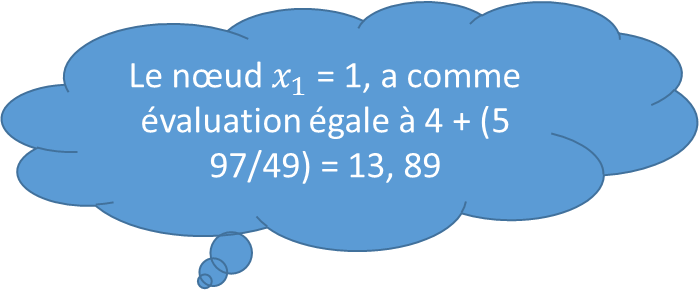 Le nœud 𝑥₁ = 1, a comme
évaluation égale à 4 + (5
97/49) = 13, 89